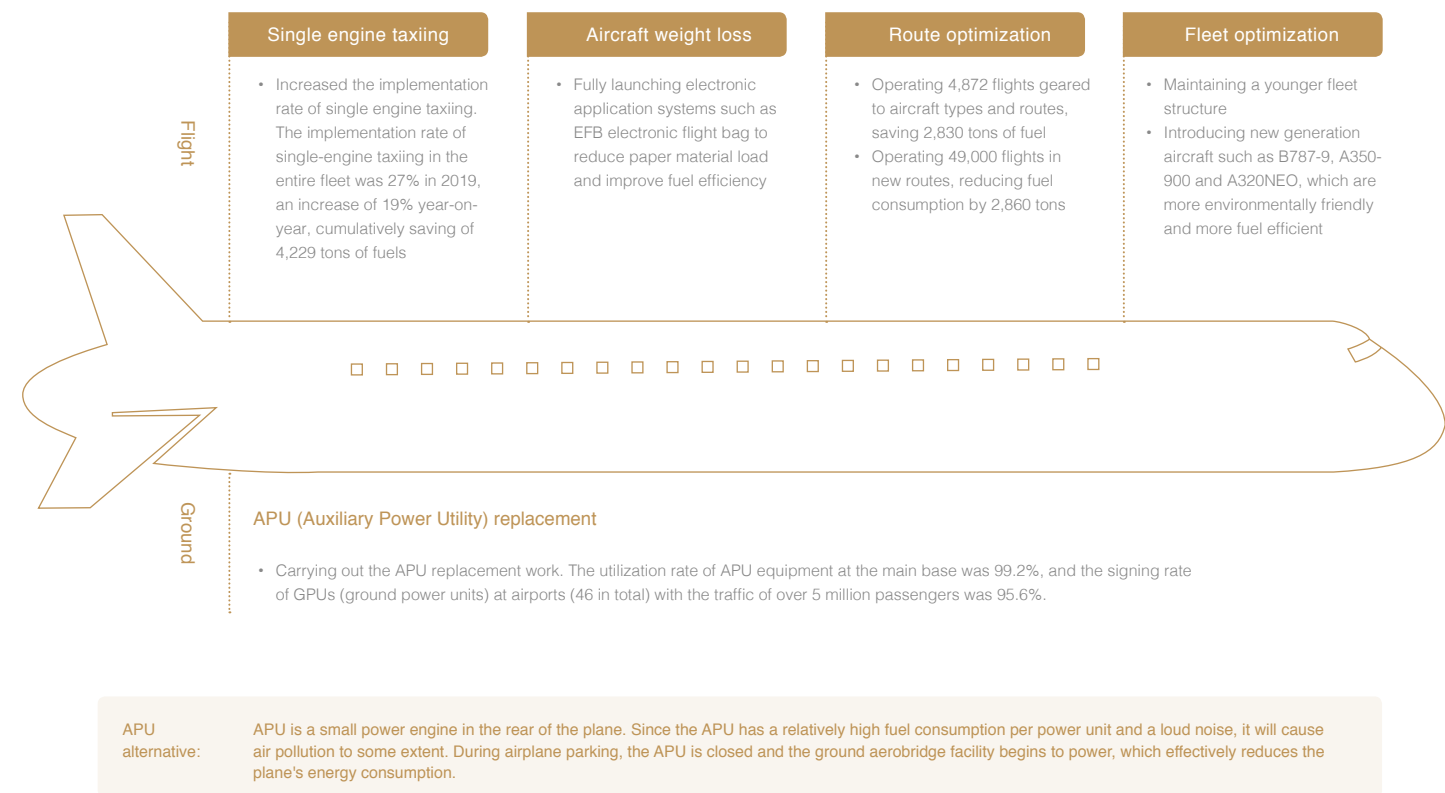 Flight
Single engine taxiing
• Increased the implementation
rate of single engine taxiing.
The implementation rate of
single-engine taxiing in the
entire fleet was 27% in 2019,
an increase of 19% year-on-
year, cumulatively saving of
4,229 tons of fuels
Aircraft weight loss
• Fully launching electronic
application systems such as
EFB electronic flight bag to
reduce paper material load
and improve fuel efficiency
Route optimization
• Operating 4,872 flights geared
to aircraft types and routes,
saving 2,830 tons of fuel
• Operating 49,000 flights in
new routes, reducing fuel
consumption by 2,860 tons
Fleet optimization
• Maintaining a younger fleet
structure
• Introducing new generation
aircraft such as B787-9, A350-
900 and A320NEO, which are
more environmentally friendly
and more fuel efficient
Ground
APU (Auxiliary Power Utility) replacement
• Carrying out the APU replacement work. The utilization rate of APU equipment at the main base was 99.2%, and the signing rate
of GPUs (ground power units) at airports (46 in total) with the traffic of over 5 million passengers was 95.6%.
APU
alternative:
APU is a small power engine in the rear of the plane. Since the APU has a relatively high fuel consumption per power unit and a loud noise, it will cause
air pollution to some extent. During airplane parking, the APU is closed and the ground aerobridge facility begins to power, which effectively reduces the
plane's energy consumption.